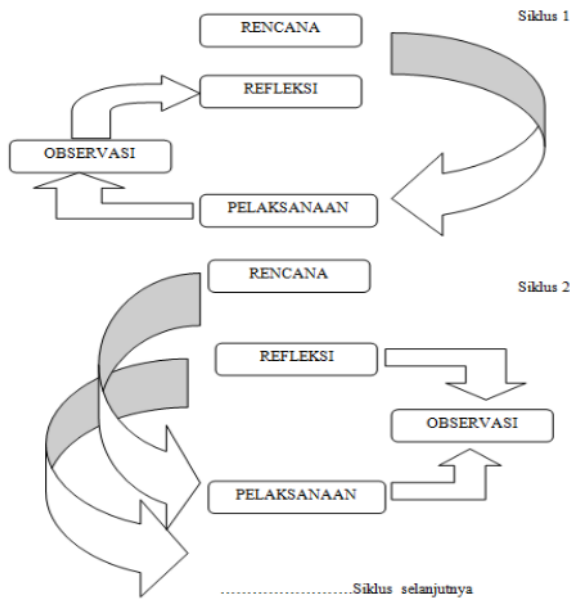 Siklus 1
RENCANA
REFLEKSI
OBSERVASI
PELAKSANAAN
RENCANA
Siklus 2
REFLEKSI
OBSERVASI
PELAKSANAAN
..............................Siklus selanjutnya